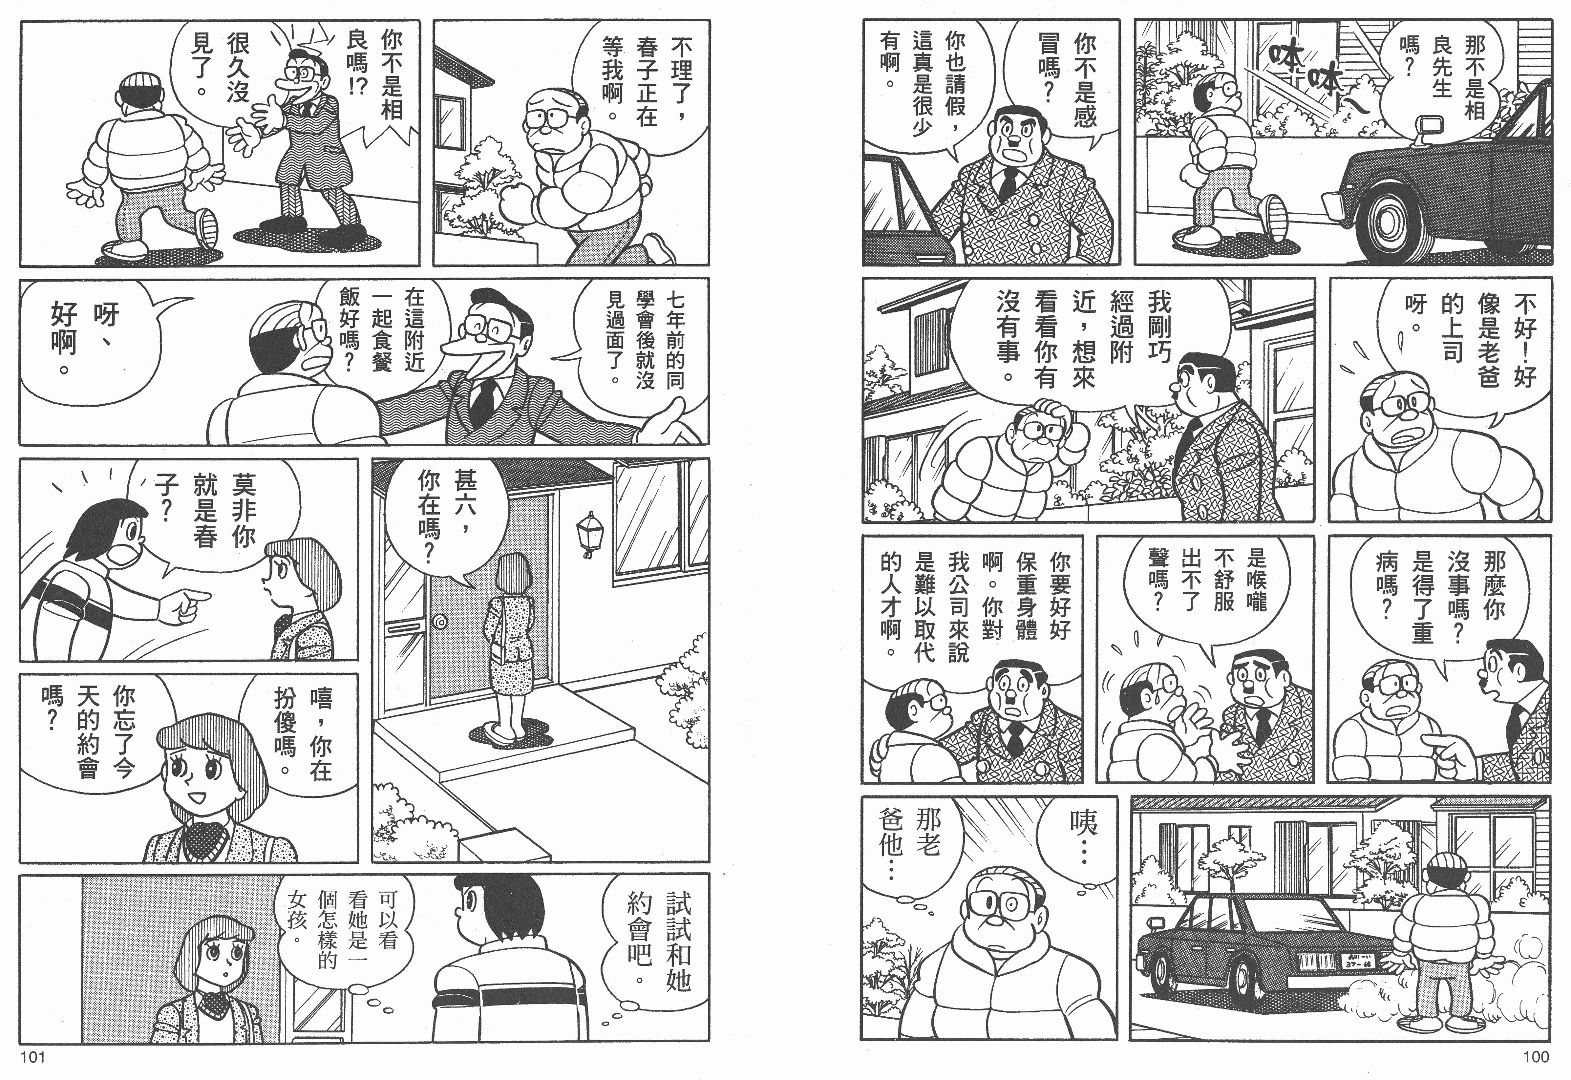 那不是相
良先生
嗎？
呠
呠～
你不是感
冒嗎？
你也請假，
這真是很少
有啊。
不好！好
像是老爸
的上司
呀。
我剛巧
經過附
近，想來
看看你有
沒有事。
那麼你
沒事嗎？
是得了重
病嗎？
是喉嚨
不舒服
出不了
聲嗎？
你要好好
保重身體
啊。你對
我公司來說
是難以取代
的人才啊。
咦…
那老
爸他…
100
不理了，
春子正在
等我啊。
你不是相
良嗎!?
很久沒
見了。
七年前的同
學會後就沒
見過面了。
在這附近
一起食餐
飯好嗎？
呀、
好啊。
甚六，
你在嗎？
莫非你
就是春
子？
嘻，你在
扮傻嗎。
你忘了今
天的約會
嗎？
試試和她
約會吧。
可以看
看她是一
個怎樣的
女孩。
101